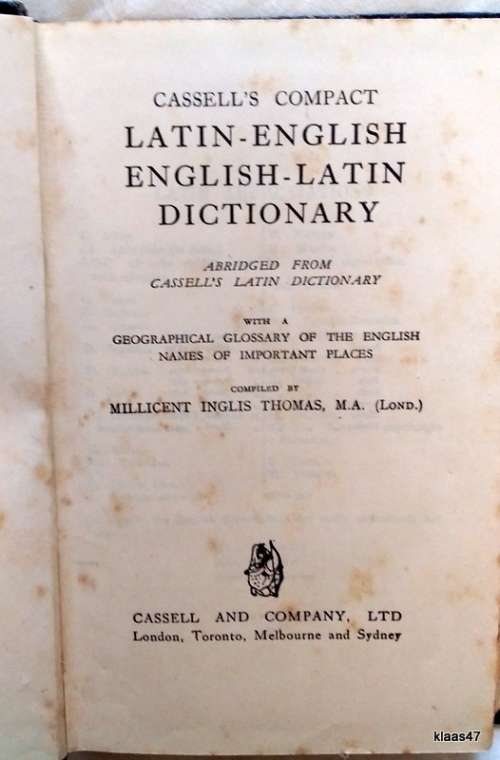 CASSELL'S COMPACT
LATIN-ENGLISH
ENGLISH-LATIN
DICTIONARY
ABRIDGED FROM
CASSELL'S LATIN DICTIONARY
WITH A
GEOGRAPHICAL GLOSSARY OF THE ENGLISH
NAMES OF IMPORTANT PLACES
COMPILED BY
MILLICENT INGLIS THOMAS, M.A. (LOND.)
CASSELL AND COMPANY, LTD
London, Toronto, Melbourne and Sydney
klaas47